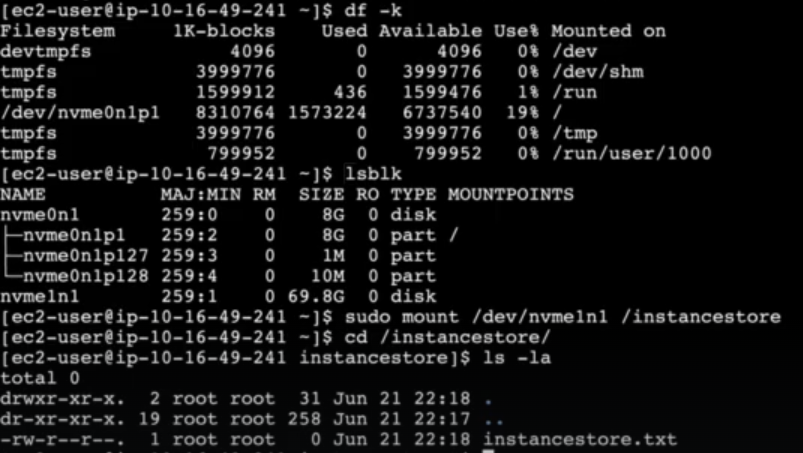 [ec2-user@ip-10-16-49-241 ~]$ df -k
Filesystem     1K-blocks    Used Available Use% Mounted on
devtmpfs            4096       0      4096   0% /dev
tmpfs            3999776       0   3999776   0% /dev/shm
tmpfs            1599912     436   1599476   1% /run
/dev/nvme0n1p1   8310764 1573224   6737540  19% /
tmpfs            3999776       0   3999776   0% /tmp
tmpfs             799952       0    799952   0% /run/user/1000
[ec2-user@ip-10-16-49-241 ~]$ lsblk
NAME          MAJ:MIN RM  SIZE RO TYPE MOUNTPOINTS
nvme0n1       259:0    0    8G  0 disk
├─nvme0n1p1   259:2    0    8G  0 part /
├─nvme0n1p127 259:3    0    1M  0 part
└─nvme0n1p128 259:4    0   10M  0 part
nvme1n1       259:1    0 69.8G  0 disk
[ec2-user@ip-10-16-49-241 ~]$ sudo mount /dev/nvme1n1 /instancestore
[ec2-user@ip-10-16-49-241 ~]$ cd /instancestore/
[ec2-user@ip-10-16-49-241 instancestore]$ ls -la
total 0
drwxr-xr-x.  2 root root  31 Jun 21 22:18 .
dr-xr-xr-x. 19 root root 258 Jun 21 22:17 ..
-rw-r--r--.  1 root root   0 Jun 21 22:18 instancestore.txt